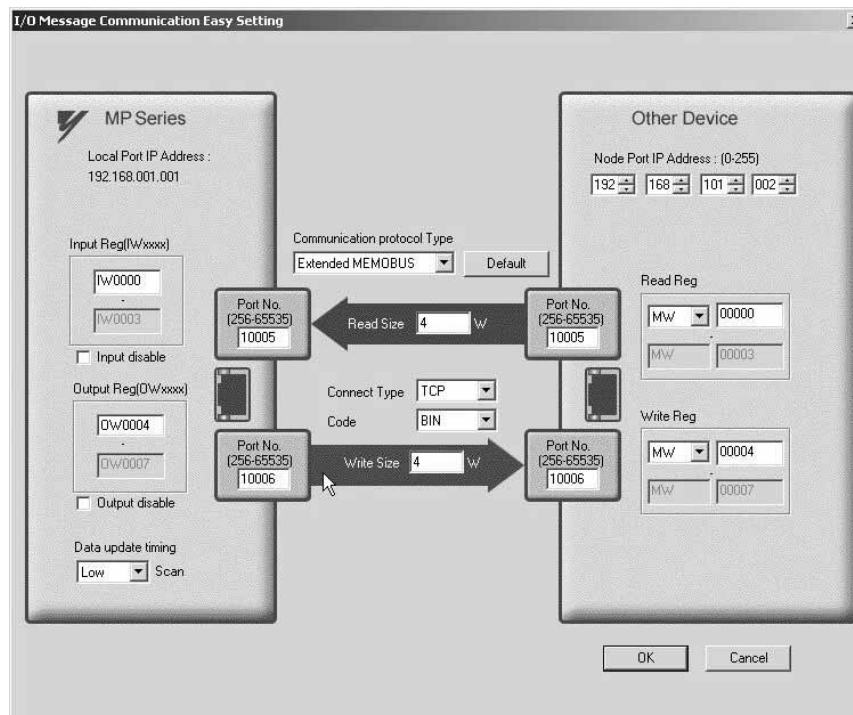 I/O Message Communication Easy Setting
MP Series
Local Port IP Address :
192.168.001.001
Input Reg(IWxxxx)
IW0000
-
IW0003
Input disable
Output Reg(OWxxxx)
OW0004
-
OW0007
Output disable
Data update timing
Low
Scan
Communication protocol Type
Extended MEMOBUS
Default
Port No.
(256-65535)
10005
Read Size
4
W
Port No.
(256-65535)
10005
Connect Type
TCP
Code
BIN
Port No.
(256-65535)
10006
Write Size
4
W
Port No.
(256-65535)
10006
Other Device
Node Port IP Address : (0-255)
192 168 101 002
Read Reg
MW 00000
-
MW 00003
Write Reg
MW 00004
-
MW 00007
OK
Cancel